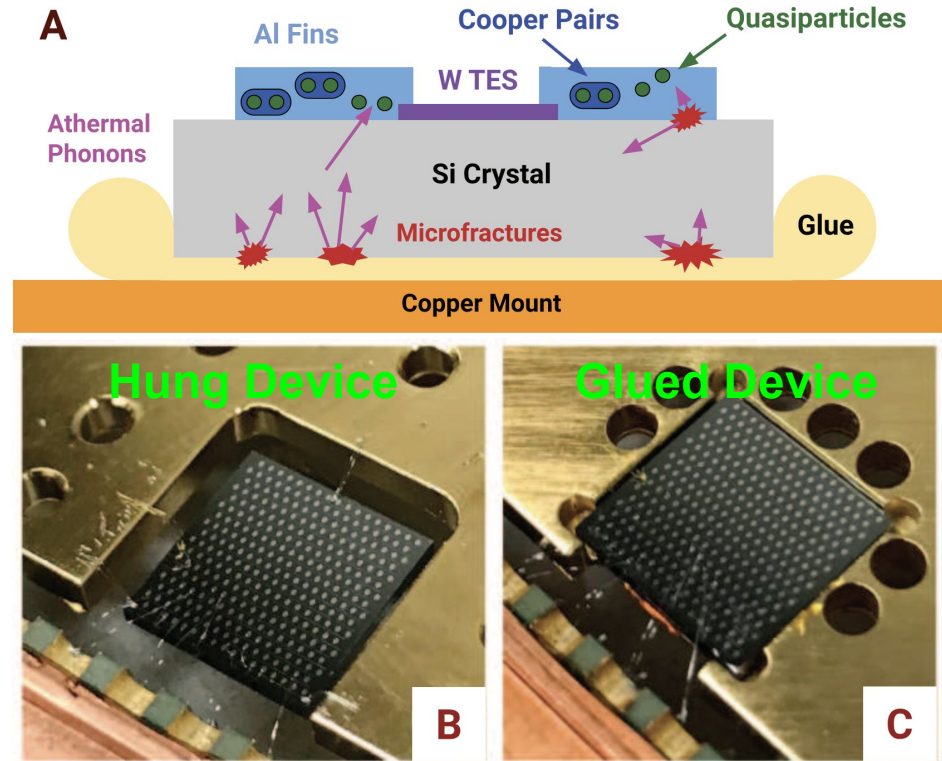 A
Al Fins
Cooper Pairs
Quasiparticles
W TES
Athermal
Phonons
Si Crystal
Microfractures
Glue
Copper Mount
Hung Device
Glued Device
B
C